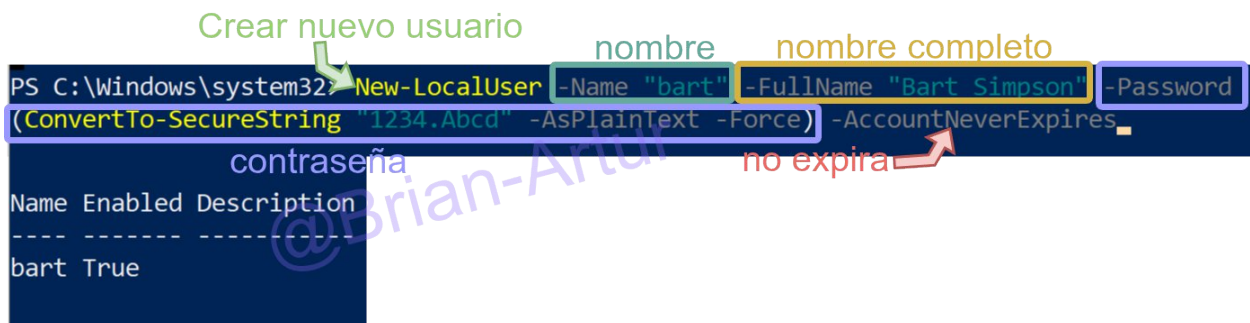 Crear nuevo usuario
nombre
nombre completo
PS C:\Windows\system32> New-LocalUser -Name "bart" -FullName "Bart Simpson" -Password
(ConvertTo-SecureString "1234.Abcd" -AsPlainText -Force) -AccountNeverExpires
contraseña
no expira
@Brian-Artur
Name Enabled Description
---- ------- -----------
bart True